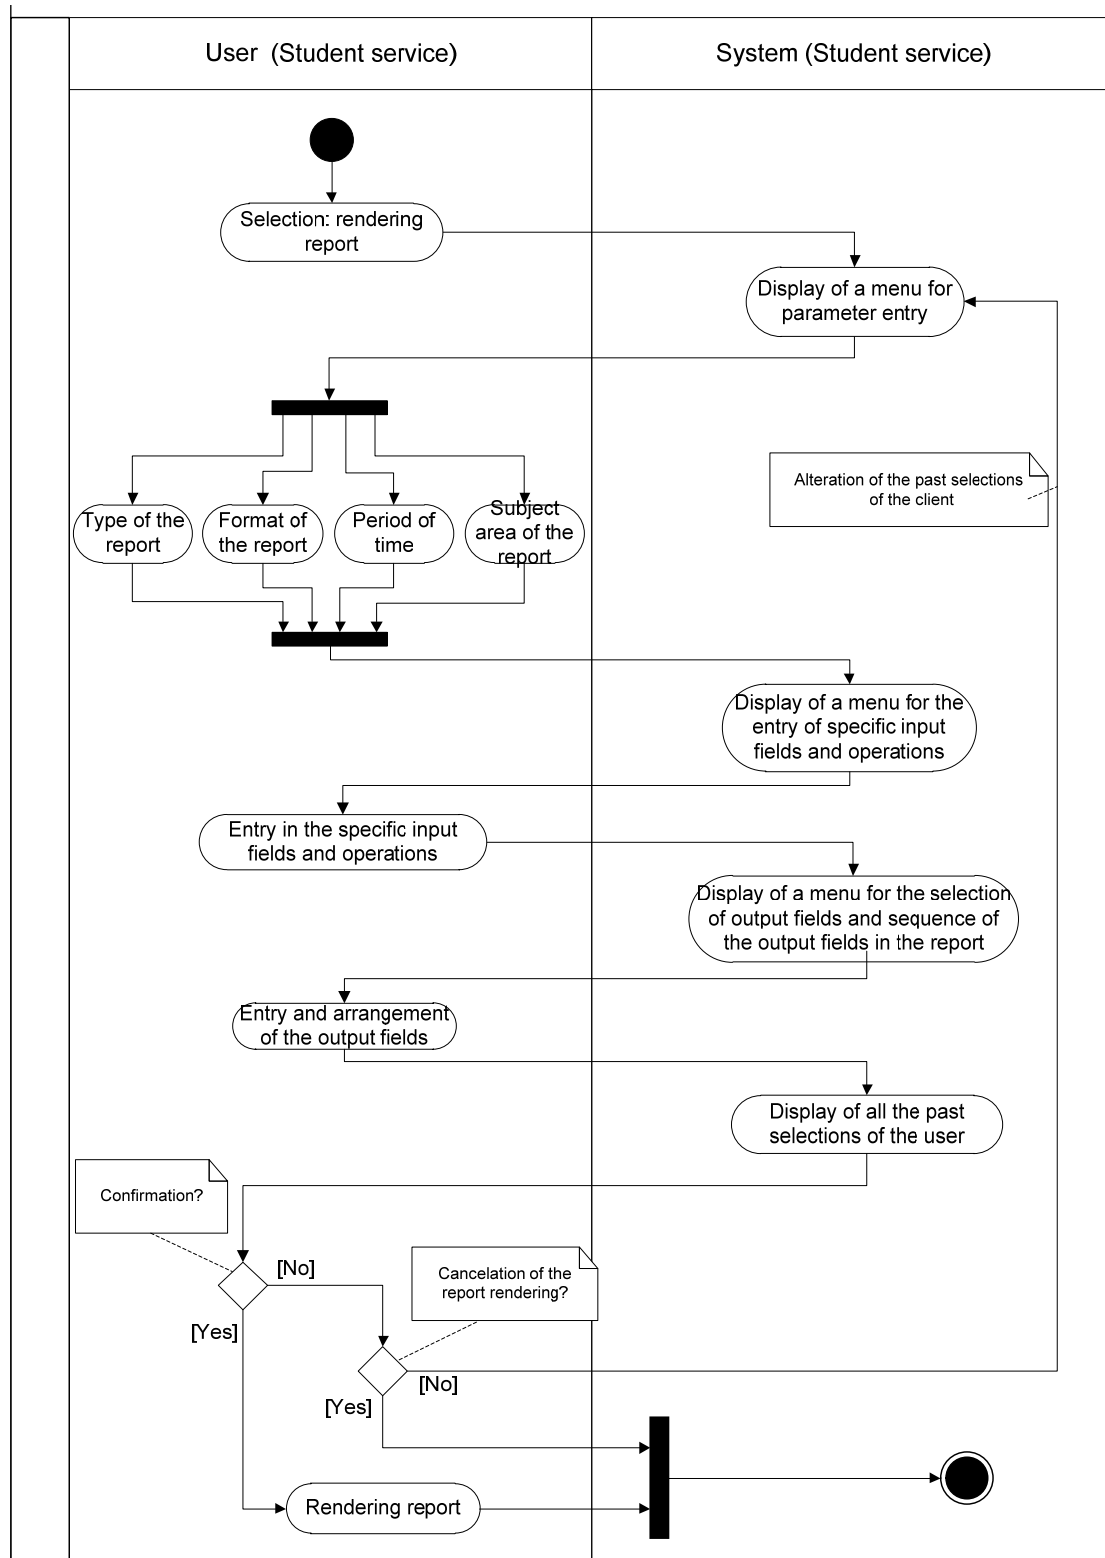 User  (Student service)
System (Student service)
Selection: rendering
report
Display of a menu for
parameter entry
Alteration of the past selections
of the client
Type of the
report
Format of
the report
Period of
time
Subject
area of the
report
Display of a menu for the
entry of specific input
fields and operations
Entry in the specific input
fields and operations
Display of a menu for the selection
of output fields and sequence of
the output fields in the report
Entry and arrangement
of the output fields
Display of all the past
selections of the user
Confirmation?
[No]
Cancelation of the
report rendering?
[Yes]
[No]
[Yes]
Rendering report